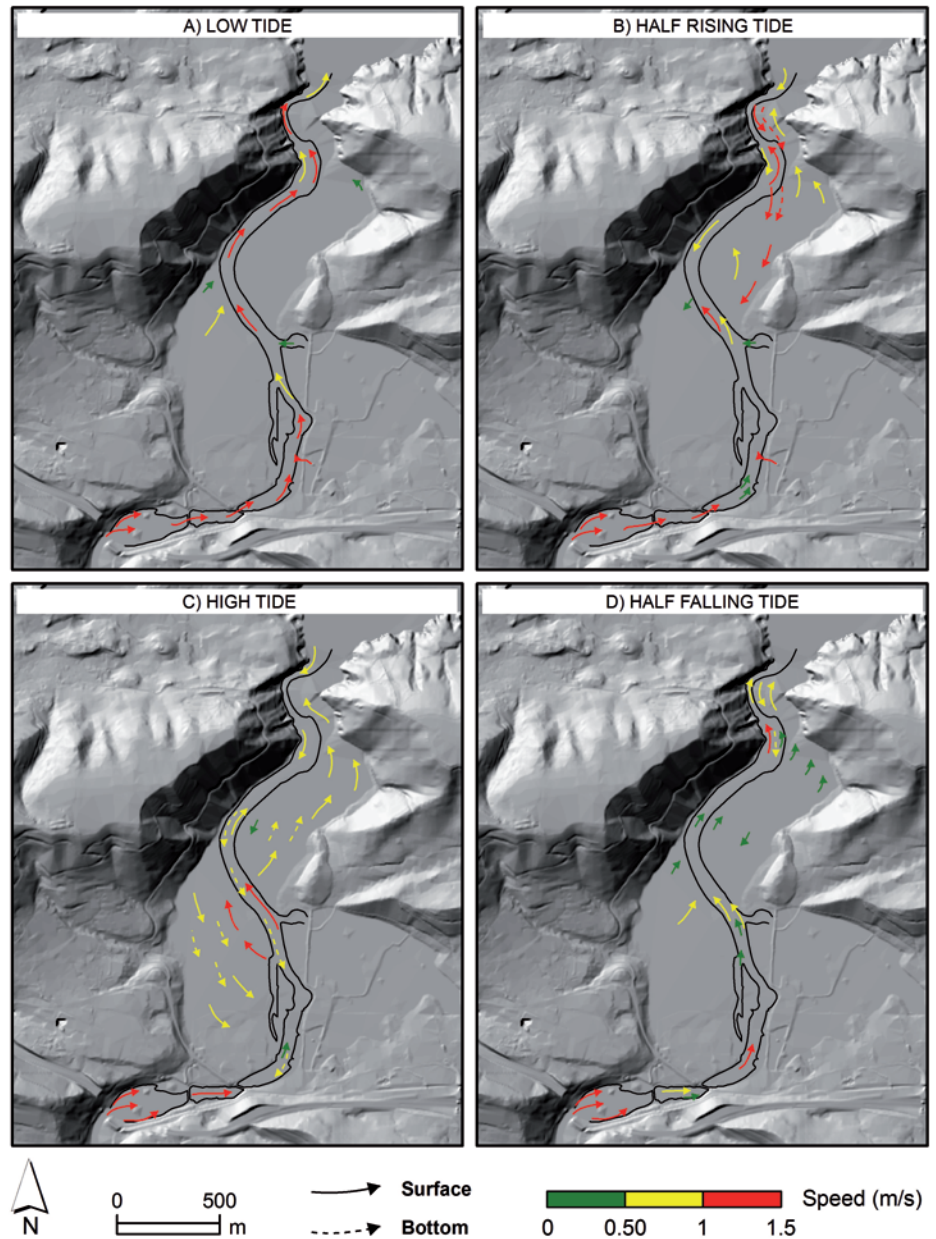 A) LOW TIDE
B) HALF RISING TIDE
C) HIGH TIDE
D) HALF FALLING TIDE
N
0 500
m
Surface
Bottom
Speed (m/s)
0 0.50 1 1.5